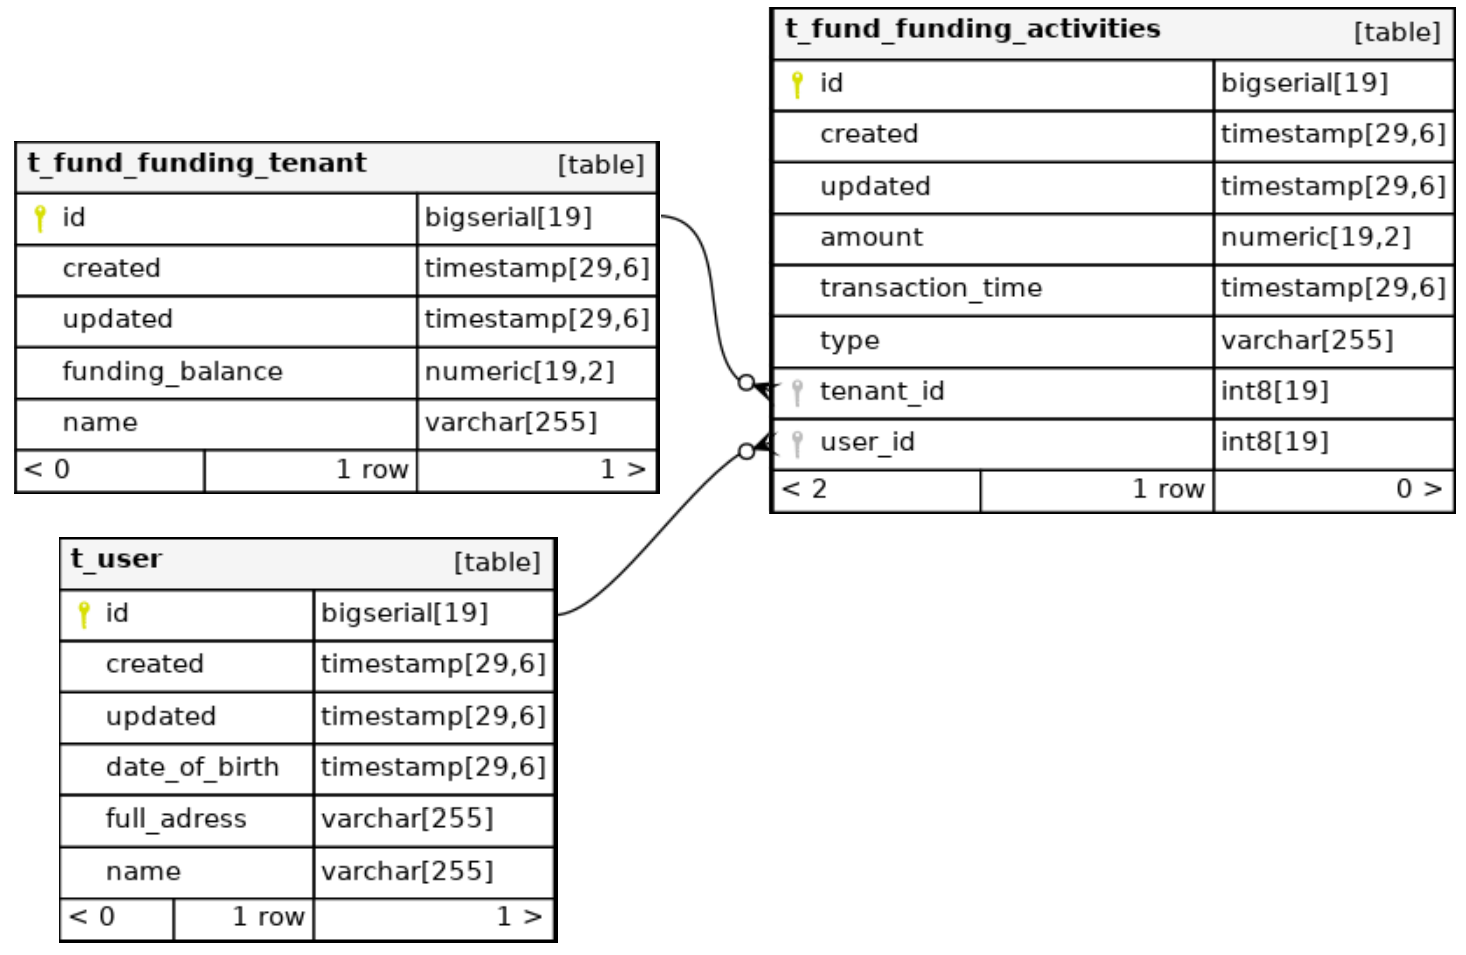 t_fund_funding_activities [table]
id bigserial[19]
created timestamp[29,6]
updated timestamp[29,6]
amount numeric[19,2]
transaction_time timestamp[29,6]
type varchar[255]
tenant_id int8[19]
user_id int8[19]
< 2 1 row 0 >
t_fund_funding_tenant [table]
id bigserial[19]
created timestamp[29,6]
updated timestamp[29,6]
funding_balance numeric[19,2]
name varchar[255]
< 0 1 row 1 >
t_user [table]
id bigserial[19]
created timestamp[29,6]
updated timestamp[29,6]
date_of_birth timestamp[29,6]
full_adress varchar[255]
name varchar[255]
< 0 1 row 1 >